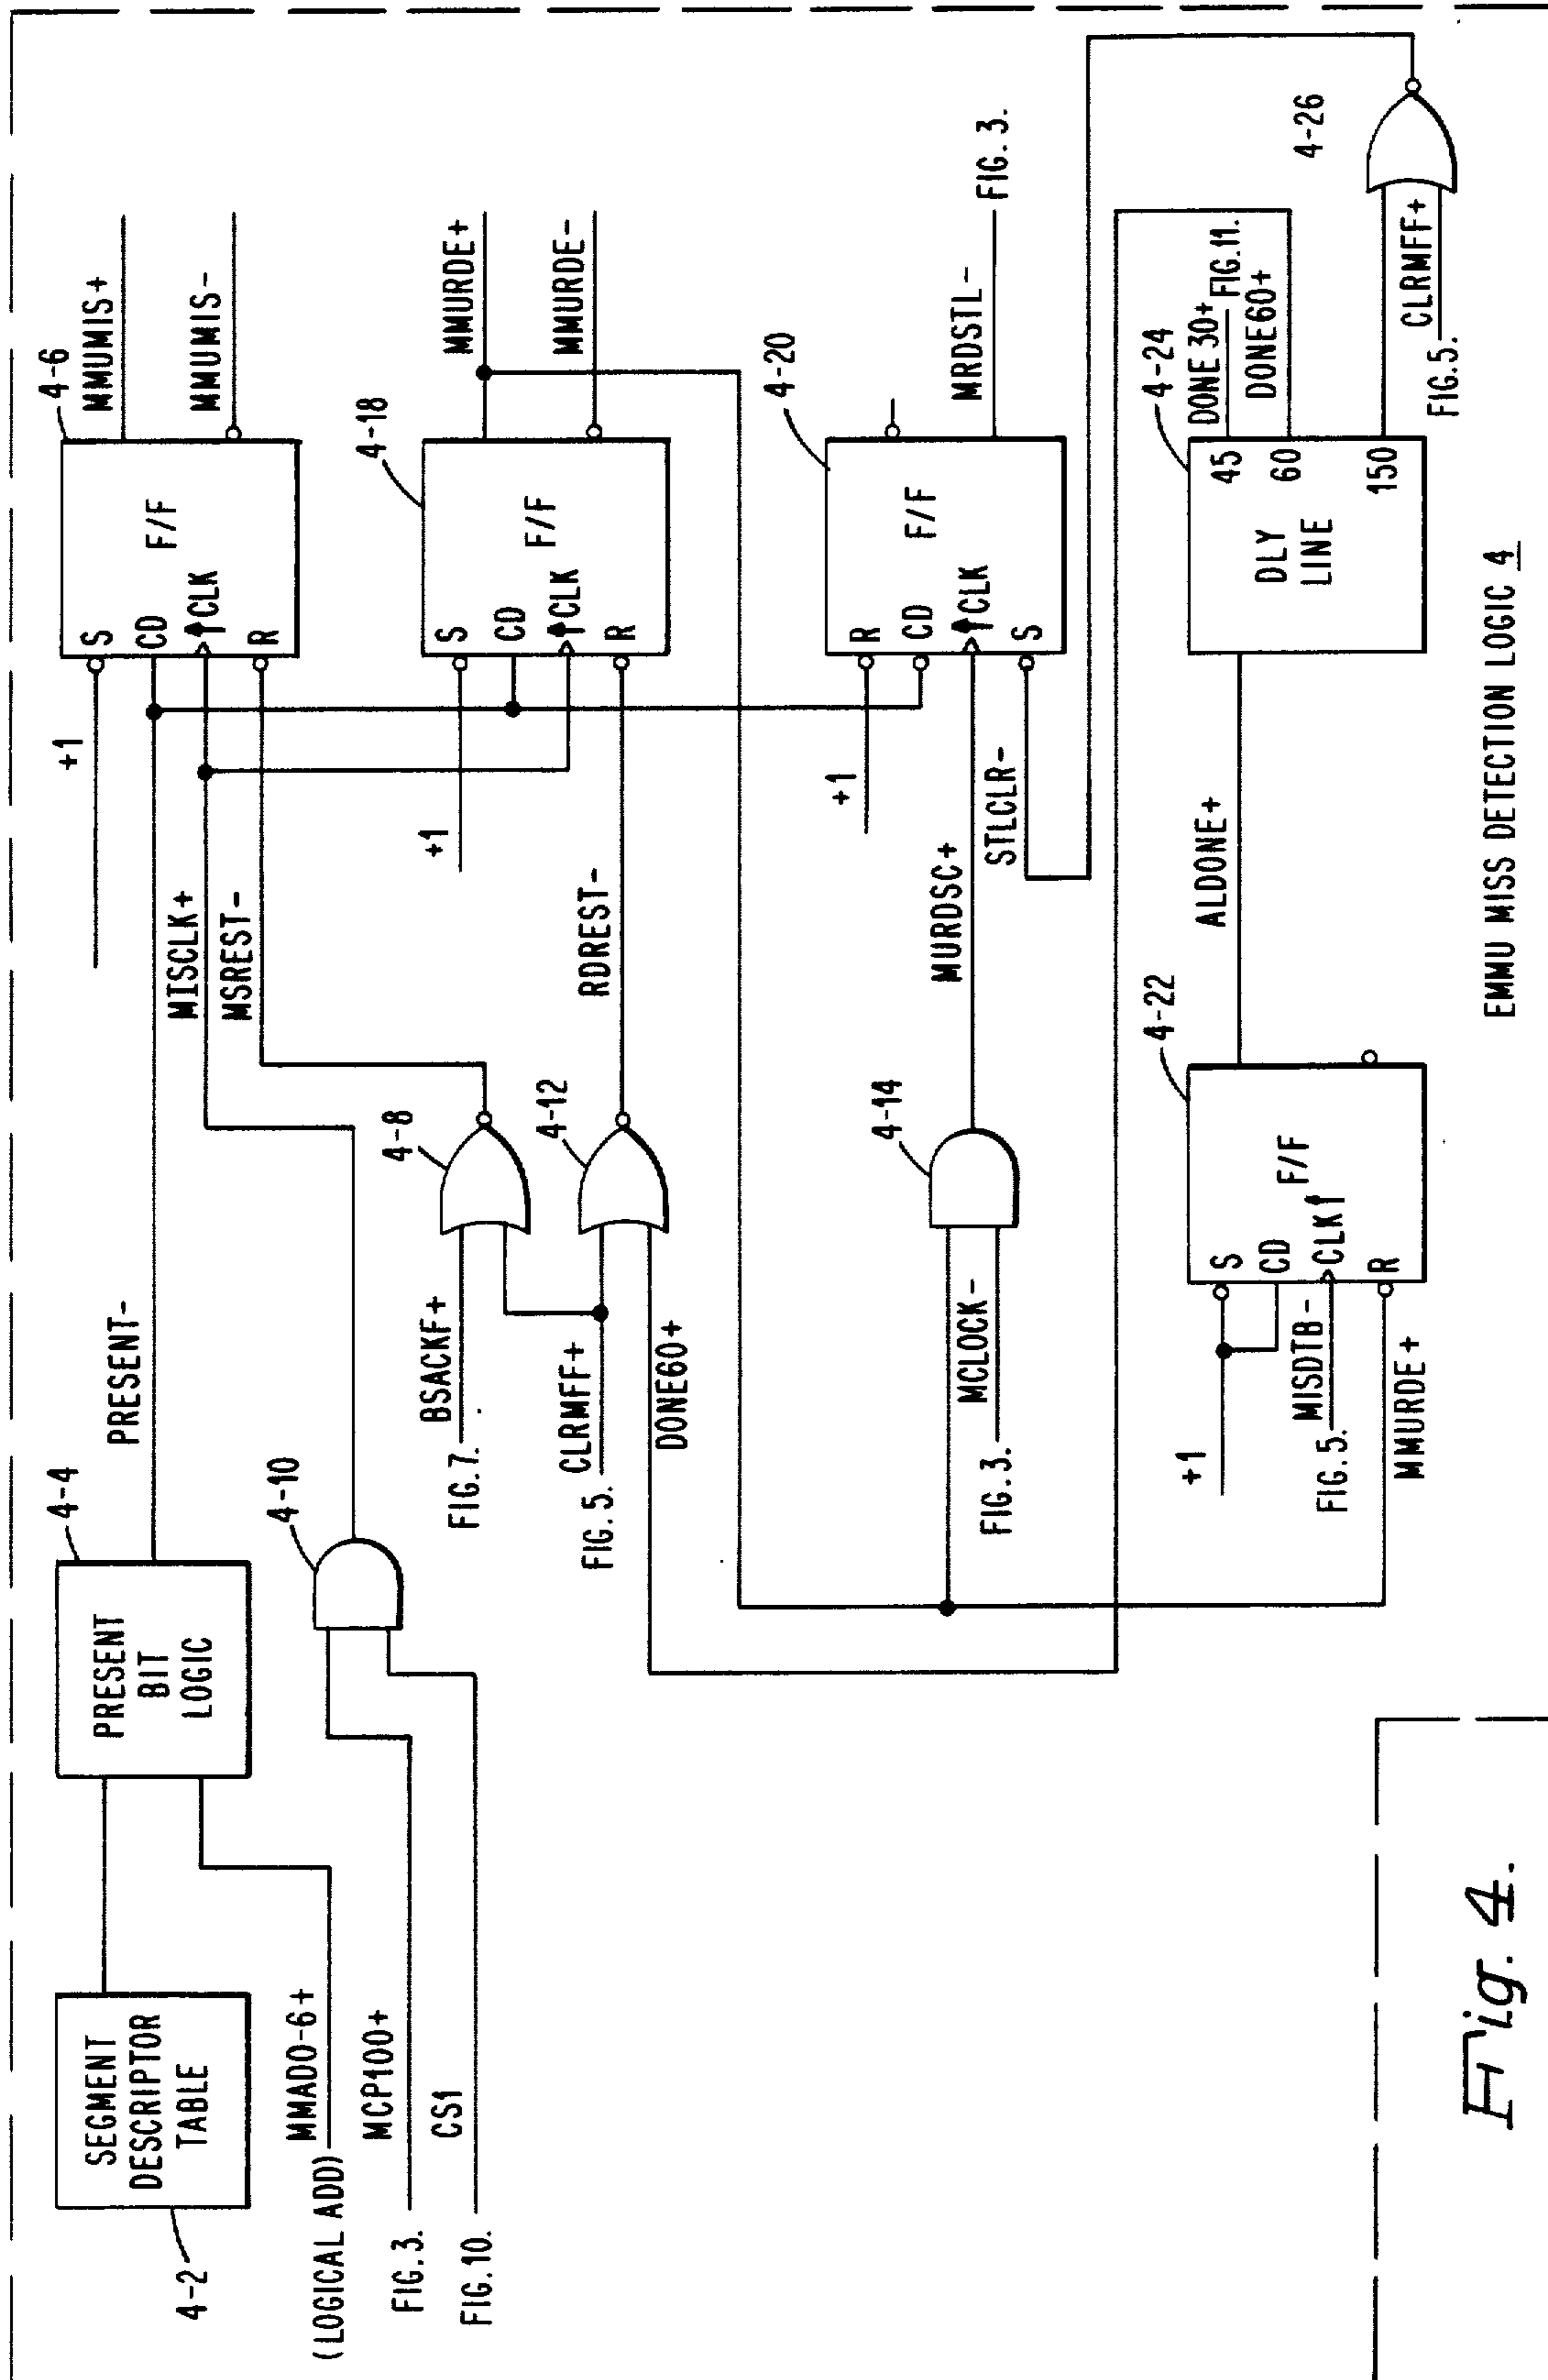 SEGMENT
DESCRIPTOR
TABLE
4-2
PRESENT
BIT
LOGIC
4-4
PRESENT-
MMAD0-6+
(LOGICAL ADD)
MCP100+
FIG. 3.
CS1
FIG. 10.
4-10
MISCLK+
MSREST-
+1
S
CD
CLK
R
F/F
4-6
MMUMIS+
MMUMIS-
BSACKF+
FIG. 7.
4-8
CLRMFF+
FIG. 5.
DONE60+
4-12
RDREST-
+1
S
CD
CLK
R
F/F
4-18
MMURDE+
MMURDE-
MCLOCK-
FIG. 3.
4-14
MURDSC+
STLCLR-
+1
R
CD
CLK
S
F/F
4-20
MRDSTL-
FIG. 3.
+1
MISDTB-
FIG. 5.
MMURDE+
S
CD
CLK
R
F/F
4-22
ALDONE+
DLY
LINE
45
60
150
4-24
DONE 30+
FIG. 11.
DONE60+
CLRMFF+
FIG. 5.
4-26
EMMU MISS DETECTION LOGIC 4
Fig. 4.